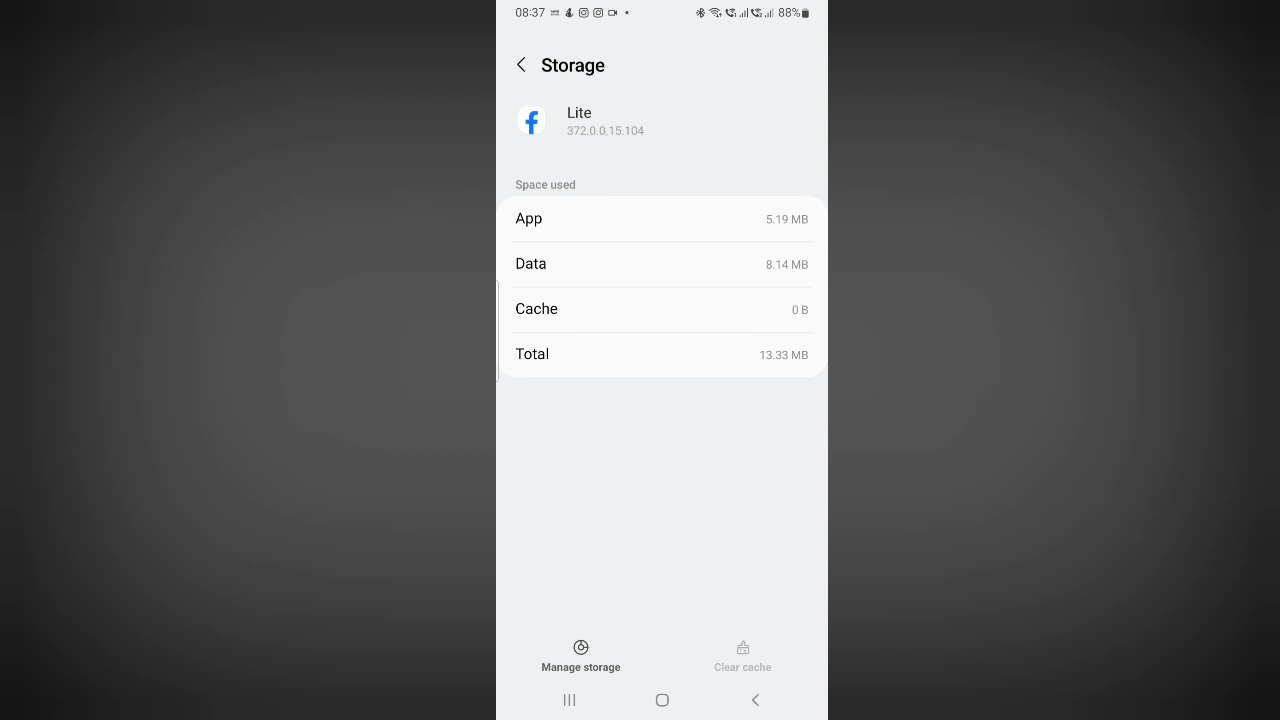 08:37
88%
Storage
Lite
372.0.0.15.104
Space used
App 5.19 MB
Data 8.14 MB
Cache 0 B
Total 13.33 MB
Manage storage
Clear cache